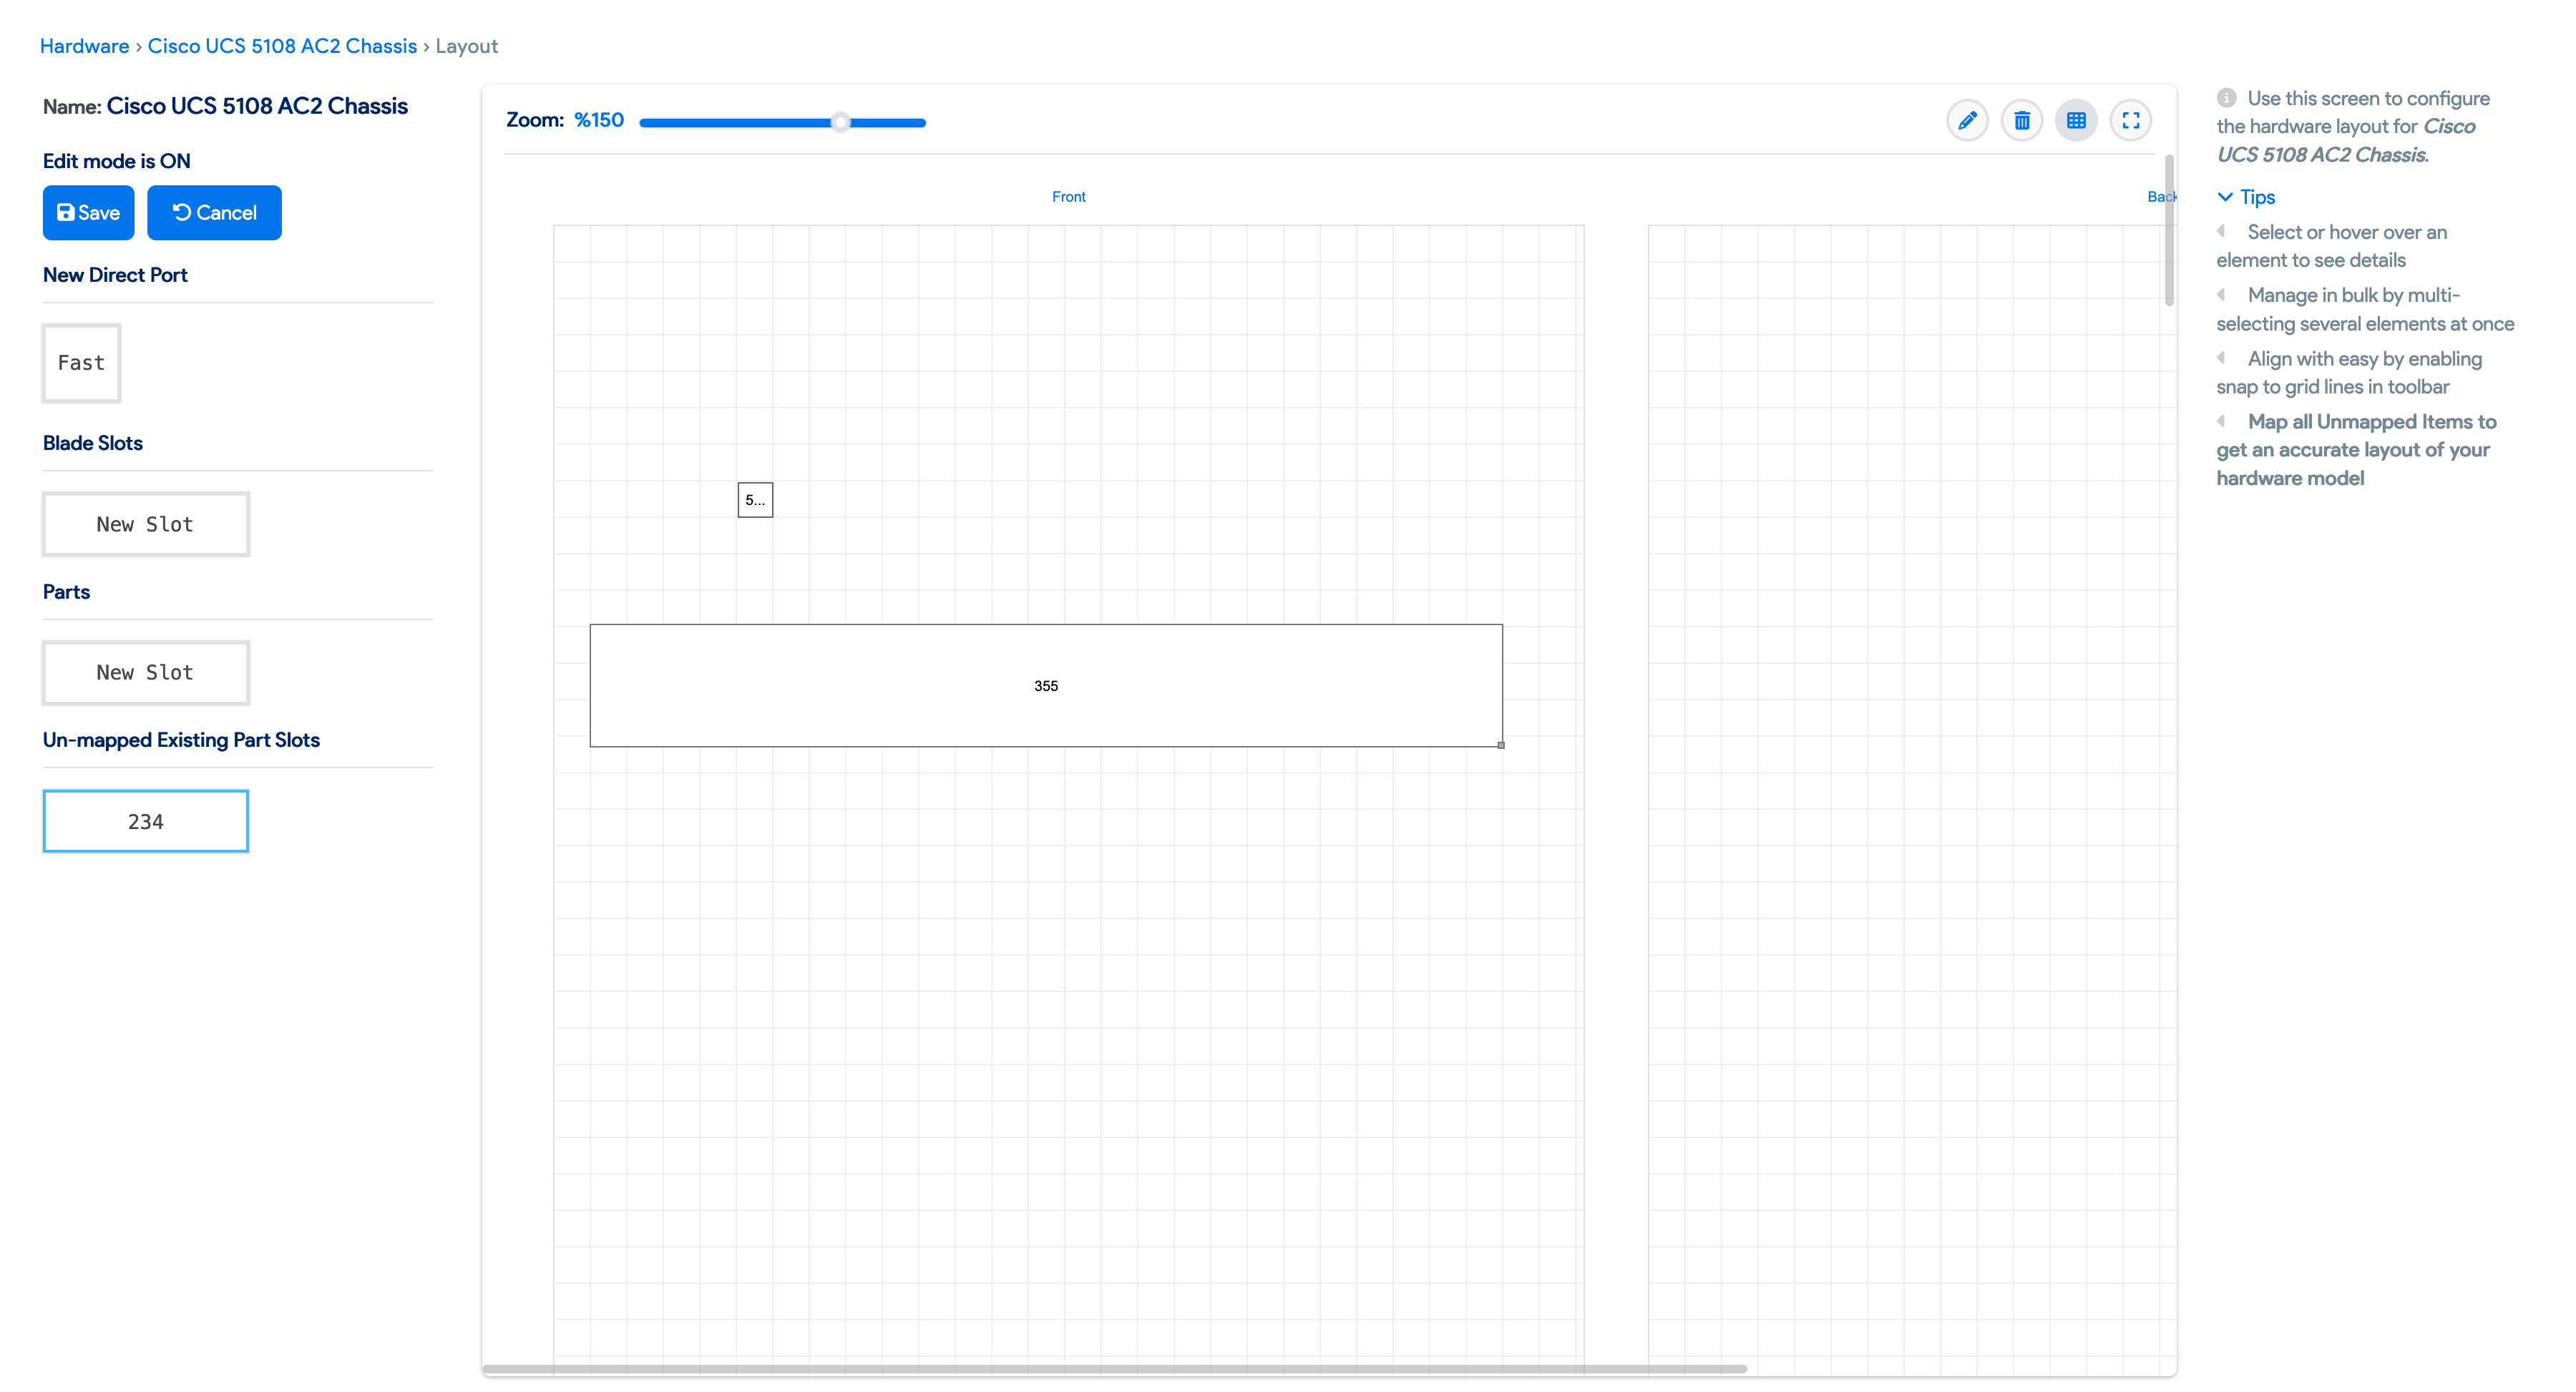 Hardware › Cisco UCS 5108 AC2 Chassis › Layout
Name: Cisco UCS 5108 AC2 Chassis
Edit mode is ON
Save
Cancel
New Direct Port
Fast
Blade Slots
New Slot
Parts
New Slot
Un-mapped Existing Part Slots
234
Zoom: %150
Front
Back
5...
355
Use this screen to configure
the hardware layout for Cisco
UCS 5108 AC2 Chassis.
Tips
Select or hover over an
element to see details
Manage in bulk by multi-
selecting several elements at once
Align with easy by enabling
snap to grid lines in toolbar
Map all Unmapped Items to
get an accurate layout of your
hardware model